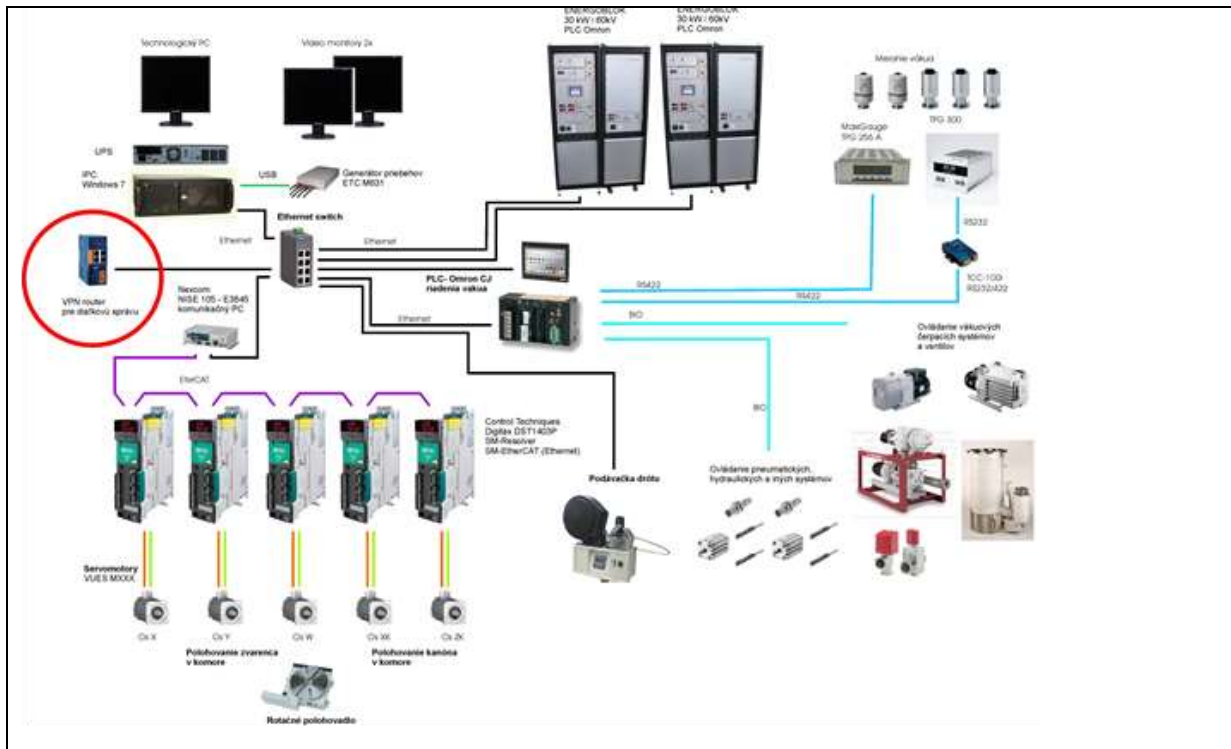 ENERGOBLOK
30 kW / 60kV
PLC Omron
ENERGOBLOK
30 kW / 60kV
PLC Omron
Technologický PC
Video monitory 2x
Meranie vákua
TPG 300
MaxiGauge
TPG 256 A
UPS
IPC
Windows 7
USB
Generátor priebehov
ETC M631
Ethernet switch
Ethernet
Ethernet
RS232
TCC-100I
RS232/422
VPN router
pre diaľkovú správu
Nexcom
NISE 105 - E3845
komunikačný PC
PLC- Omron CJ
riadenia vakua
RS422
RS422
Ethernet
BIO
Ovládanie vákuových
čerpacích systémov
a ventilov
EtherCAT
BIO
Control Techniques
Digitax DST1403P
SM-Resolver
SM-EtherCAT (Ethernet)
Podávačka drôtu
Ovládanie pneumatických,
hydraulických a iných systémov
Servomotory
VUES MXXX
Os X
Os Y
Os W
Os XK
Os ZK
Polohovanie zvarenca
v komore
Polohovanie kanóna
v komore
Rotačné polohovadlo